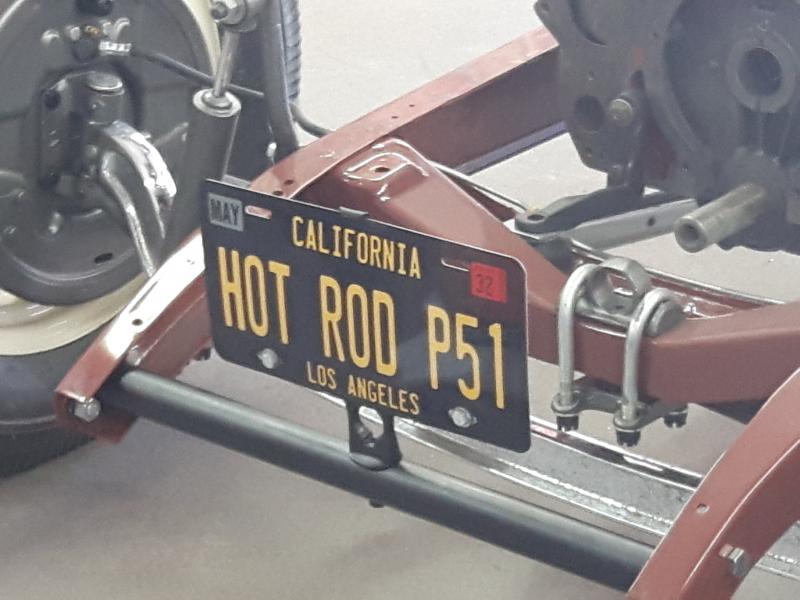 MAY
CALIFORNIA
32
HOT ROD P51
LOS ANGELES